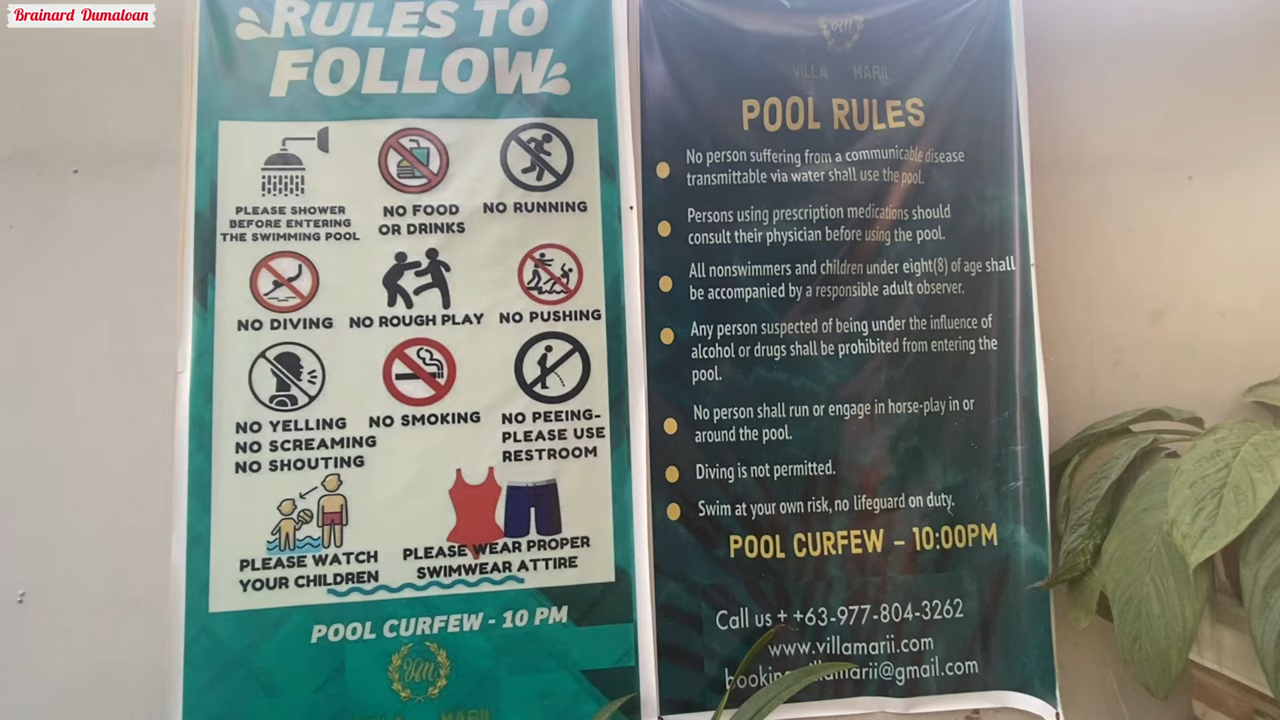 Brainard Dumaloan
RULES TO
FOLLOW
PLEASE SHOWER
BEFORE ENTERING
THE SWIMMING POOL
NO FOOD
OR DRINKS
NO RUNNING
NO DIVING
NO ROUGH PLAY
NO PUSHING
NO YELLING
NO SCREAMING
NO SHOUTING
NO SMOKING
NO PEEING-
PLEASE USE
RESTROOM
PLEASE WATCH
YOUR CHILDREN
PLEASE WEAR PROPER
SWIMWEAR ATTIRE
POOL CURFEW - 10 PM
VM
MARII
VM
VILLA MARII
POOL RULES
No person suffering from a communicable disease
transmittable via water shall use the pool.
Persons using prescription medications should
consult their physician before using the pool.
All nonswimmers and children under eight(8) of age shall
be accompanied by a responsible adult observer.
Any person suspected of being under the influence of
alcohol or drugs shall be prohibited from entering the
pool.
No person shall run or engage in horse-play in or
around the pool.
Diving is not permitted.
Swim at your own risk, no lifeguard on duty.
POOL CURFEW – 10:00PM
Call us + +63-977-804-3262
www.villamarii.com
marii@gmail.com